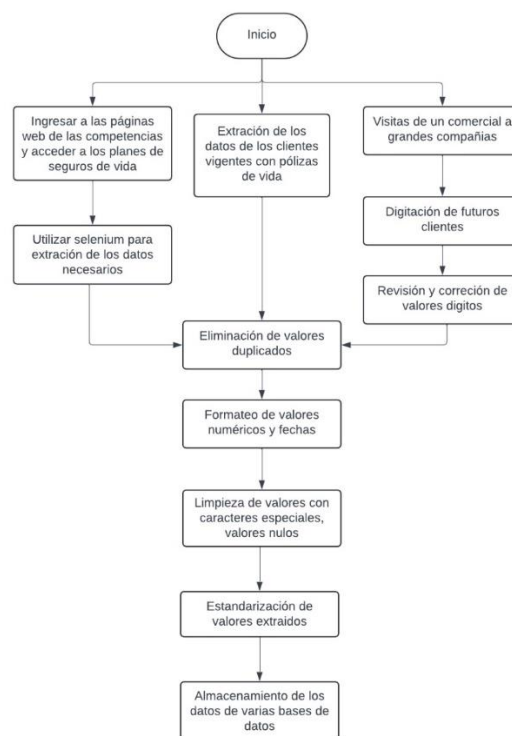 Inicio
Ingresar a las páginas
web de las competencias
y acceder a los planes de
seguros de vida
Extracción de los
datos de los clientes
vigentes con pólizas
de vida
Visitas de un comercial a
grandes compañias
Utilizar selenium para
extracción de los datos
necesarios
Digitación de futuros
clientes
Revisión y correción de
valores digitos
Eliminación de valores
duplicados
Formateo de valores
numéricos y fechas
Limpieza de valores con
caracteres especiales,
valores nulos
Estandarización de
valores extraidos
Almacenamiento de los
datos de varias bases de
datos